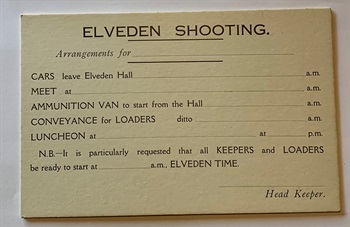 ELVEDEN SHOOTING.
Arrangements for
CARS leave Elveden Hall a.m.
MEET at a.m.
AMMUNITION VAN to start from the Hall a.m.
CONVEYANCE for LOADERS ditto a.m.
LUNCHEON at at p.m.
N.B.—It is particularly requested that all KEEPERS and LOADERS
be ready to start at a.m., ELVEDEN TIME.
Head Keeper.